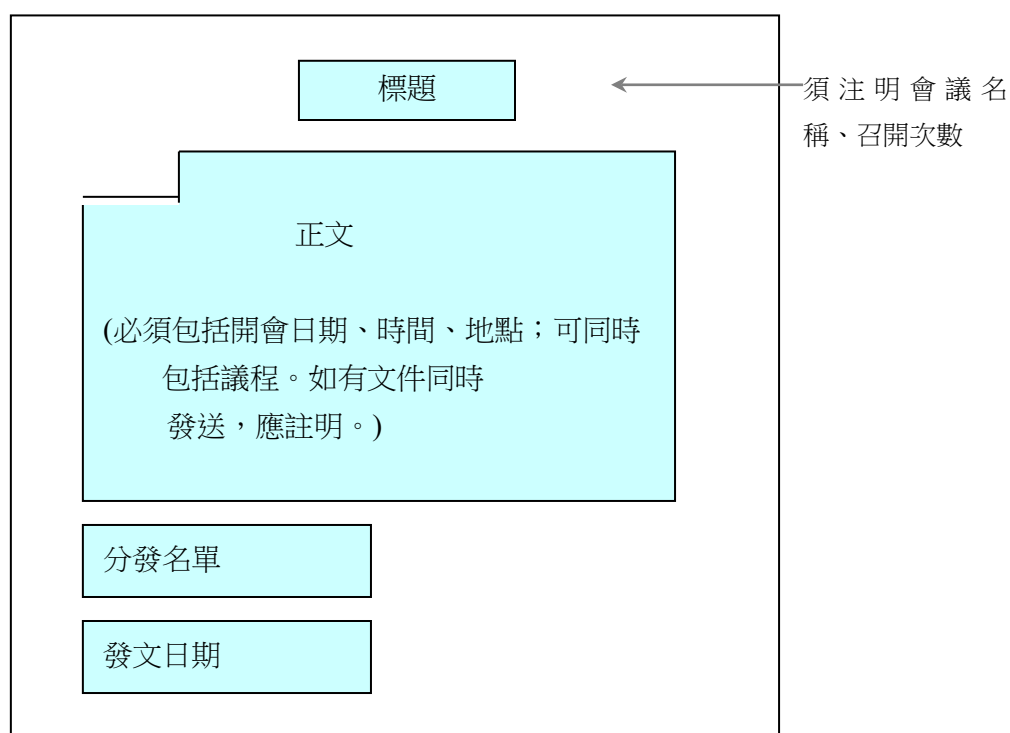 標題
須注明會議名
稱、召開次數
正文
(必須包括開會日期、時間、地點；可同時
包括議程。如有文件同時
發送，應註明。)
分發名單
發文日期